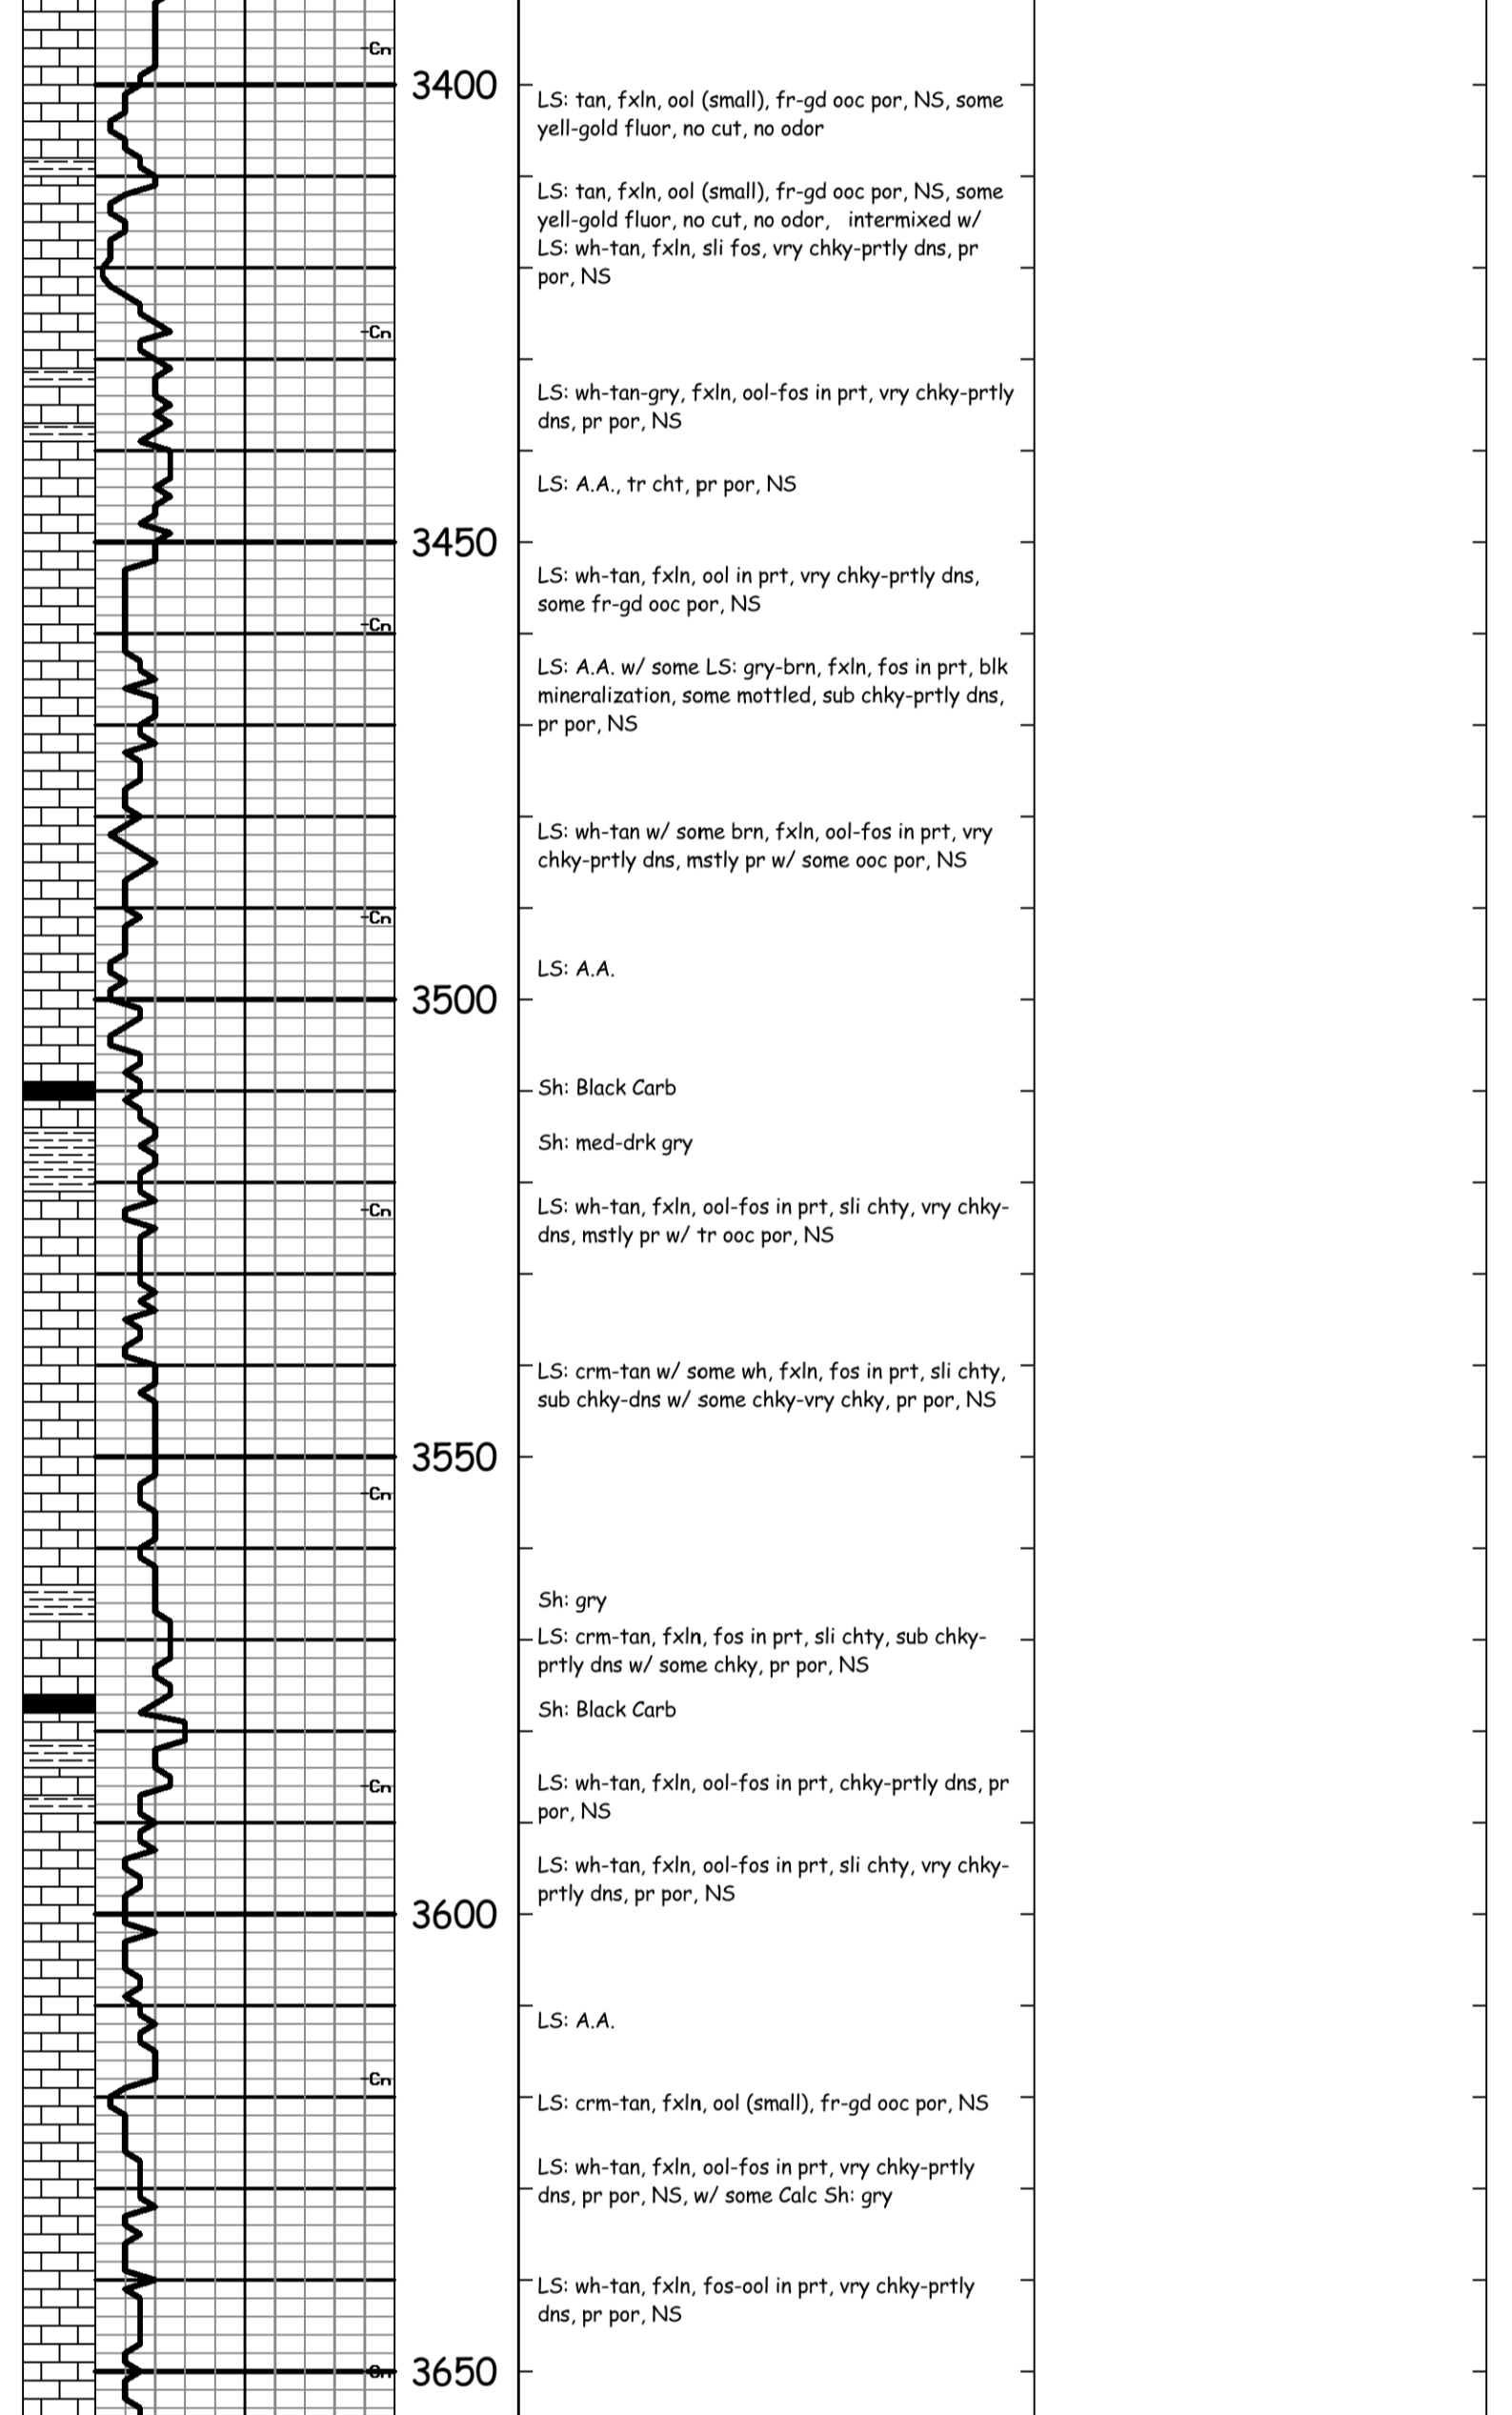 Cn
3400
LS: tan, fxln, ool (small), fr-gd ooc por, NS, some
yell-gold fluor, no cut, no odor
LS: tan, fxln, ool (small), fr-gd ooc por, NS, some
yell-gold fluor, no cut, no odor, intermixed w/
LS: wh-tan, fxln, sli fos, vry chky-prtly dns, pr
por, NS
Cn
LS: wh-tan-gry, fxln, ool-fos in prt, vry chky-prtly
dns, pr por, NS
LS: A.A., tr cht, pr por, NS
3450
LS: wh-tan, fxln, ool in prt, vry chky-prtly dns,
some fr-gd ooc por, NS
Cn
LS: A.A. w/ some LS: gry-brn, fxln, fos in prt, blk
mineralization, some mottled, sub chky-prtly dns,
pr por, NS
LS: wh-tan w/ some brn, fxln, ool-fos in prt, vry
chky-prtly dns, mstly pr w/ some ooc por, NS
Cn
LS: A.A.
3500
Sh: Black Carb
Sh: med-drk gry
LS: wh-tan, fxln, ool-fos in prt, sli chty, vry chky-
dns, mstly pr w/ tr ooc por, NS
Cn
LS: crm-tan w/ some wh, fxln, fos in prt, sli chty,
sub chky-dns w/ some chky-vry chky, pr por, NS
3550
Cn
Sh: gry
LS: crm-tan, fxln, fos in prt, sli chty, sub chky-
prtly dns w/ some chky, pr por, NS
Sh: Black Carb
Cn
LS: wh-tan, fxln, ool-fos in prt, chky-prtly dns, pr
por, NS
LS: wh-tan, fxln, ool-fos in prt, sli chty, vry chky-
prtly dns, pr por, NS
3600
LS: A.A.
Cn
LS: crm-tan, fxln, ool (small), fr-gd ooc por, NS
LS: wh-tan, fxln, ool-fos in prt, vry chky-prtly
dns, pr por, NS, w/ some Calc Sh: gry
LS: wh-tan, fxln, fos-ool in prt, vry chky-prtly
dns, pr por, NS
Cn
3650